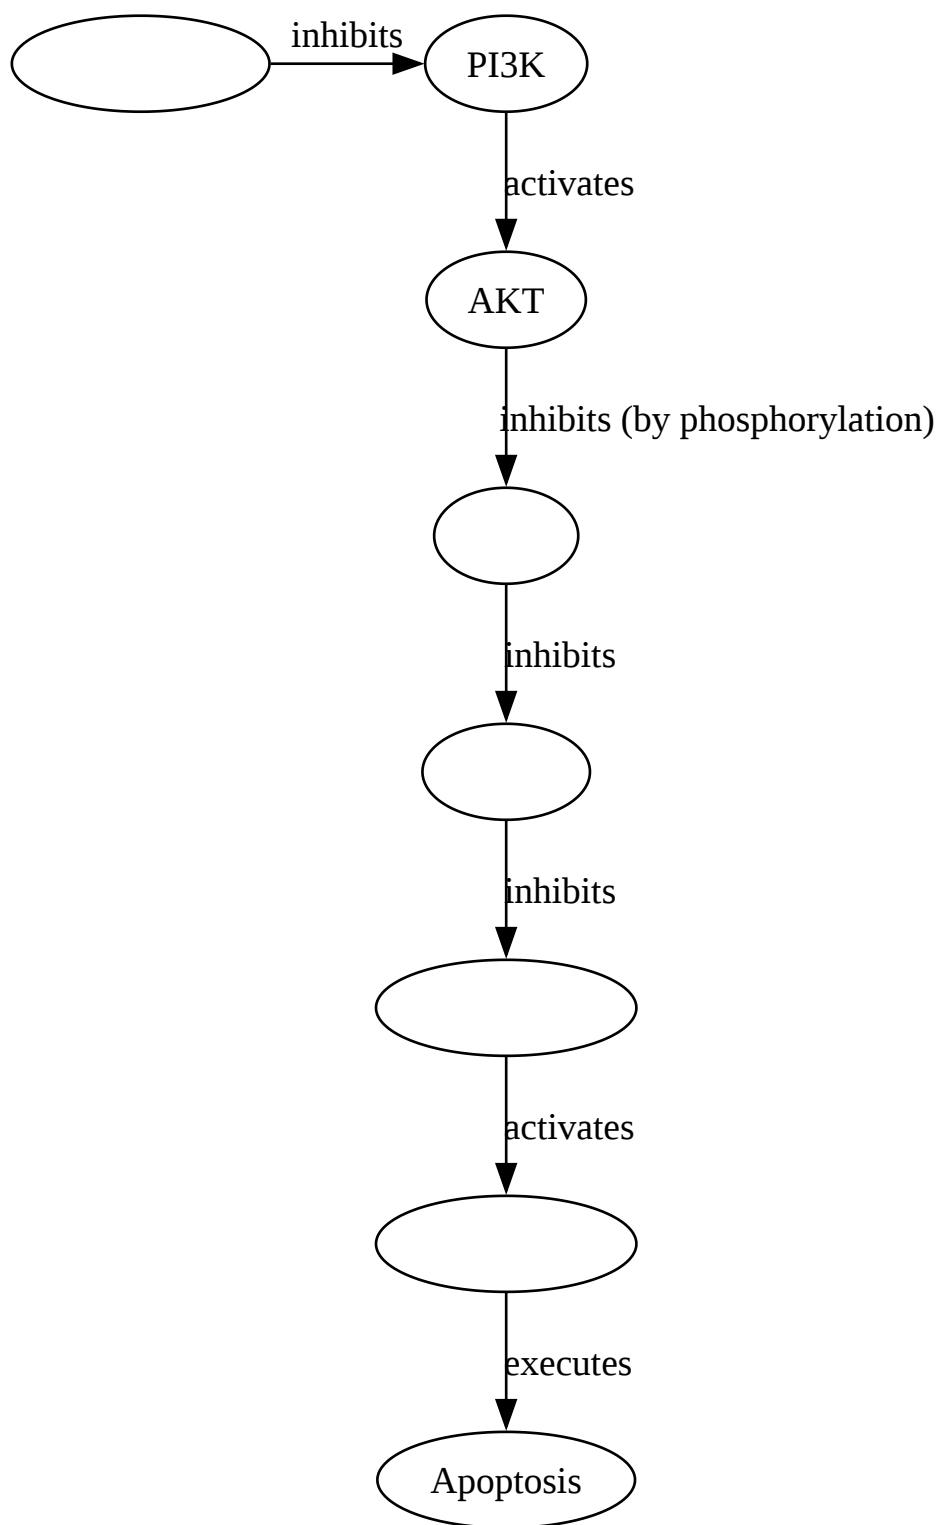 inhibits
PI3K
activates
AKT
inhibits (by phosphorylation)
inhibits
inhibits
activates
executes
Apoptosis